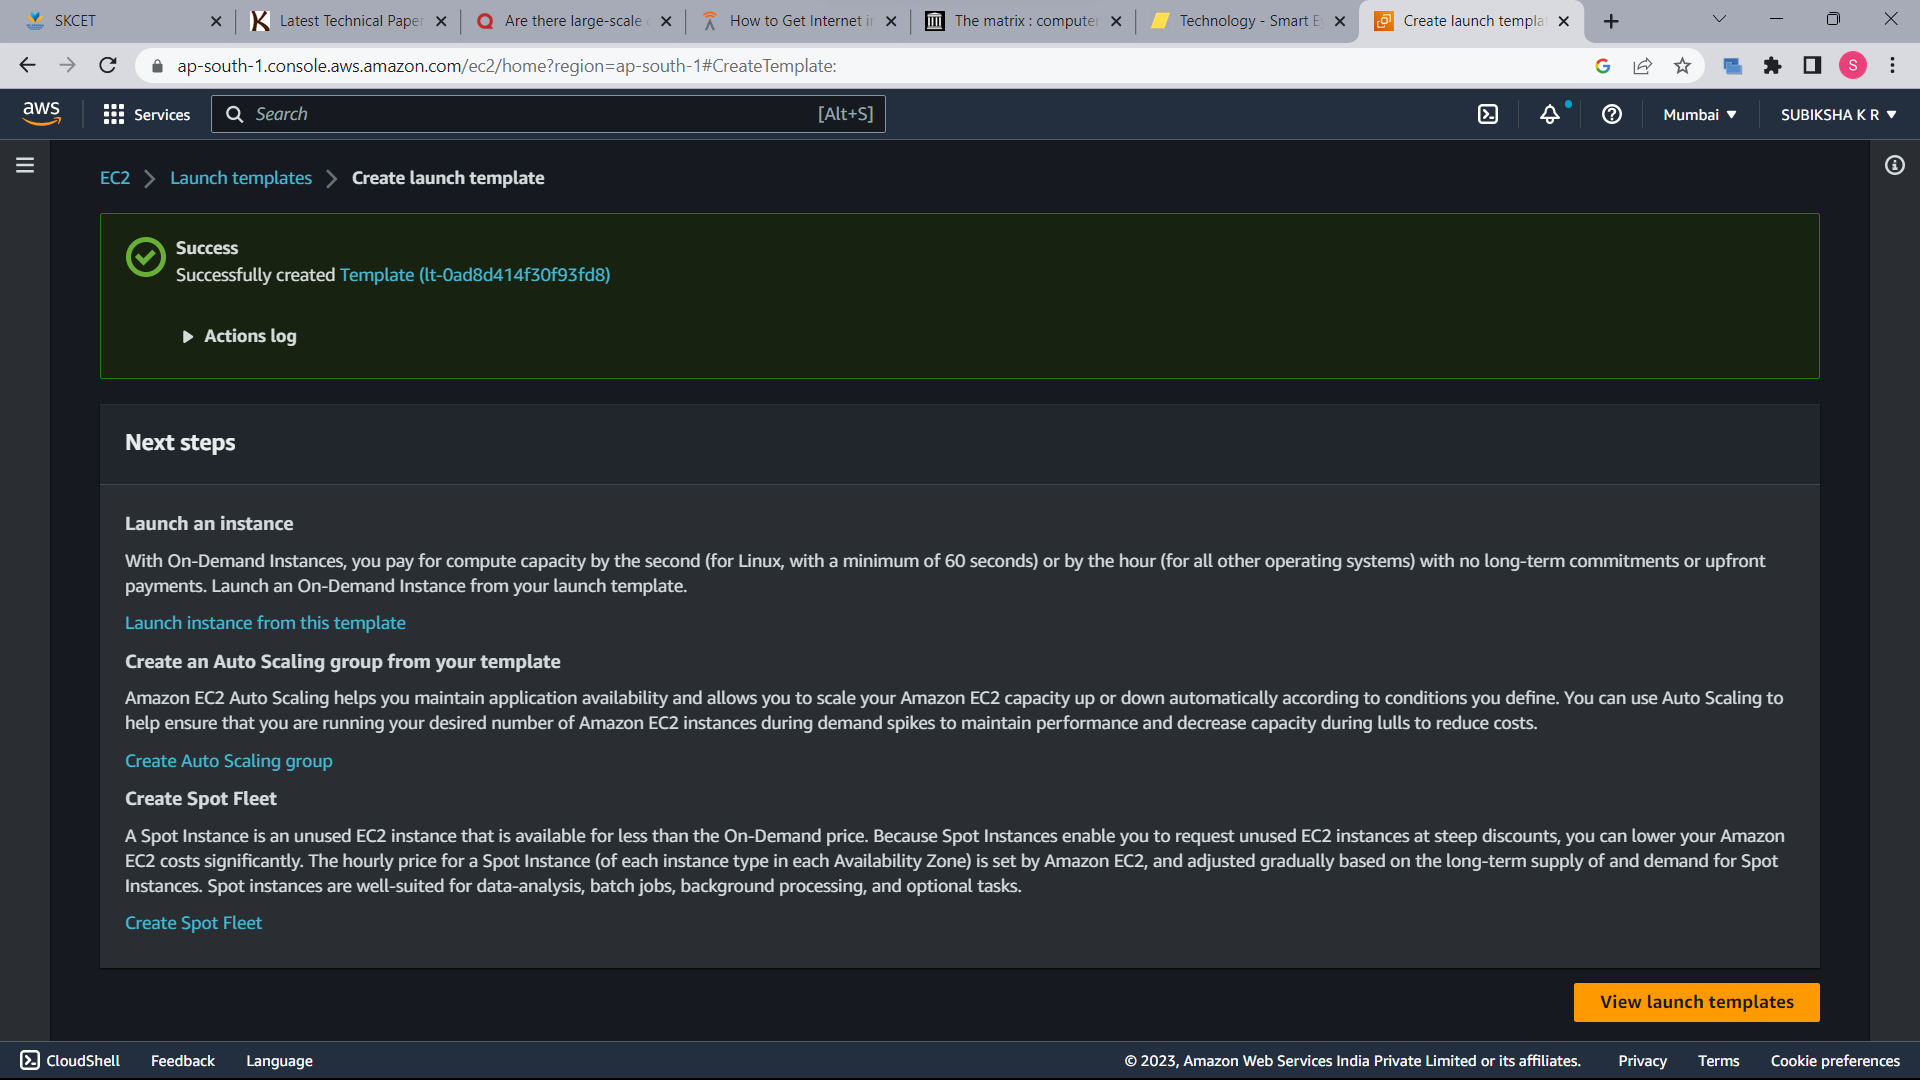 SKCET
Latest Technical Paper
Are there large-scale
How to Get Internet in
The matrix : computer
Technology - Smart E
Create launch templat
ap-south-1.console.aws.amazon.com/ec2/home?region=ap-south-1#CreateTemplate:
S
aws
Services
Search
[Alt+S]
Mumbai
SUBIKSHA K R
EC2
Launch templates
Create launch template
Success
Successfully created Template (lt-0ad8d414f30f93fd8)
Actions log
Next steps
Launch an instance
With On-Demand Instances, you pay for compute capacity by the second (for Linux, with a minimum of 60 seconds) or by the hour (for all other operating systems) with no long-term commitments or upfront
payments. Launch an On-Demand Instance from your launch template.
Launch instance from this template
Create an Auto Scaling group from your template
Amazon EC2 Auto Scaling helps you maintain application availability and allows you to scale your Amazon EC2 capacity up or down automatically according to conditions you define. You can use Auto Scaling to
help ensure that you are running your desired number of Amazon EC2 instances during demand spikes to maintain performance and decrease capacity during lulls to reduce costs.
Create Auto Scaling group
Create Spot Fleet
A Spot Instance is an unused EC2 instance that is available for less than the On-Demand price. Because Spot Instances enable you to request unused EC2 instances at steep discounts, you can lower your Amazon
EC2 costs significantly. The hourly price for a Spot Instance (of each instance type in each Availability Zone) is set by Amazon EC2, and adjusted gradually based on the long-term supply of and demand for Spot
Instances. Spot instances are well-suited for data-analysis, batch jobs, background processing, and optional tasks.
Create Spot Fleet
View launch templates
CloudShell
Feedback
Language
© 2023, Amazon Web Services India Private Limited or its affiliates.
Privacy
Terms
Cookie preferences